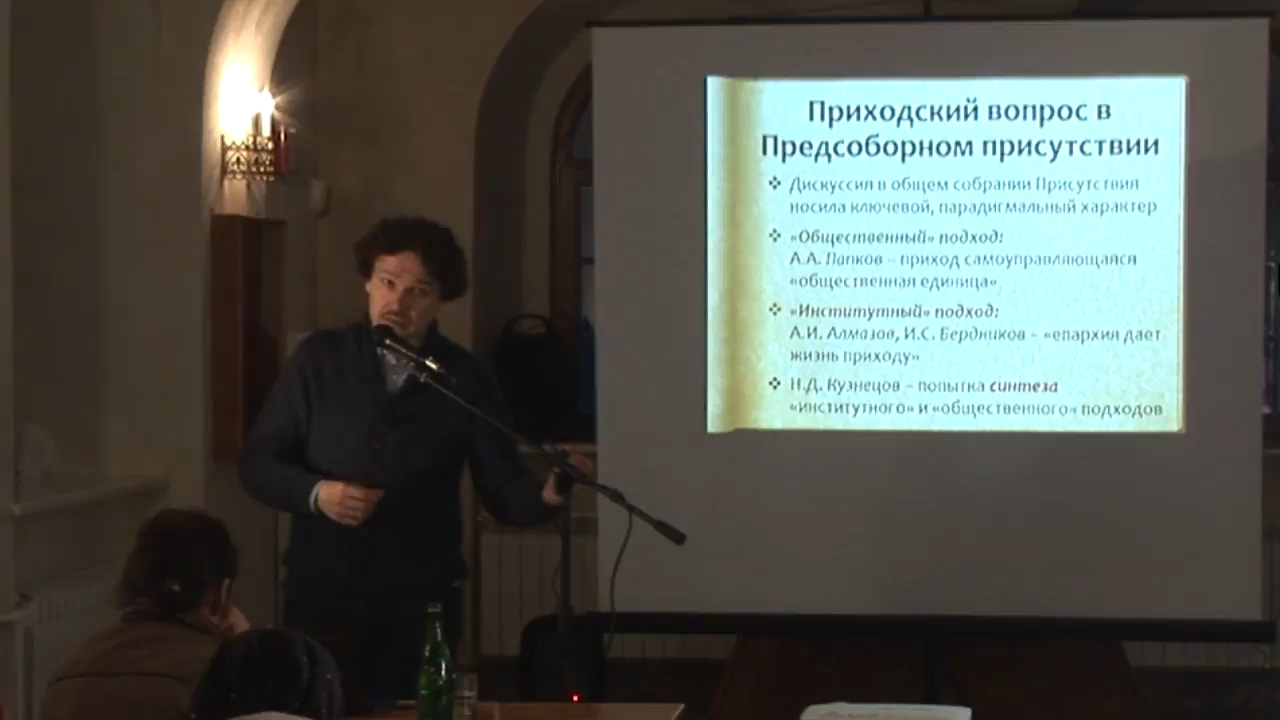 Приходский вопрос в
Предсоборном присутствии
Дискуссия в общем собрании Присутствия
носила ключевой, парадигмальный характер
«Общественный» подход:
А.А. Папков – приход самоуправляющаяся
«общественная единица»
«Институтный» подход:
А.И. Алмазов, И.С. Бердников – «епархия дает
жизнь приходу»
Н.Д. Кузнецов – попытка синтеза
«институтного» и «общественного» подходов